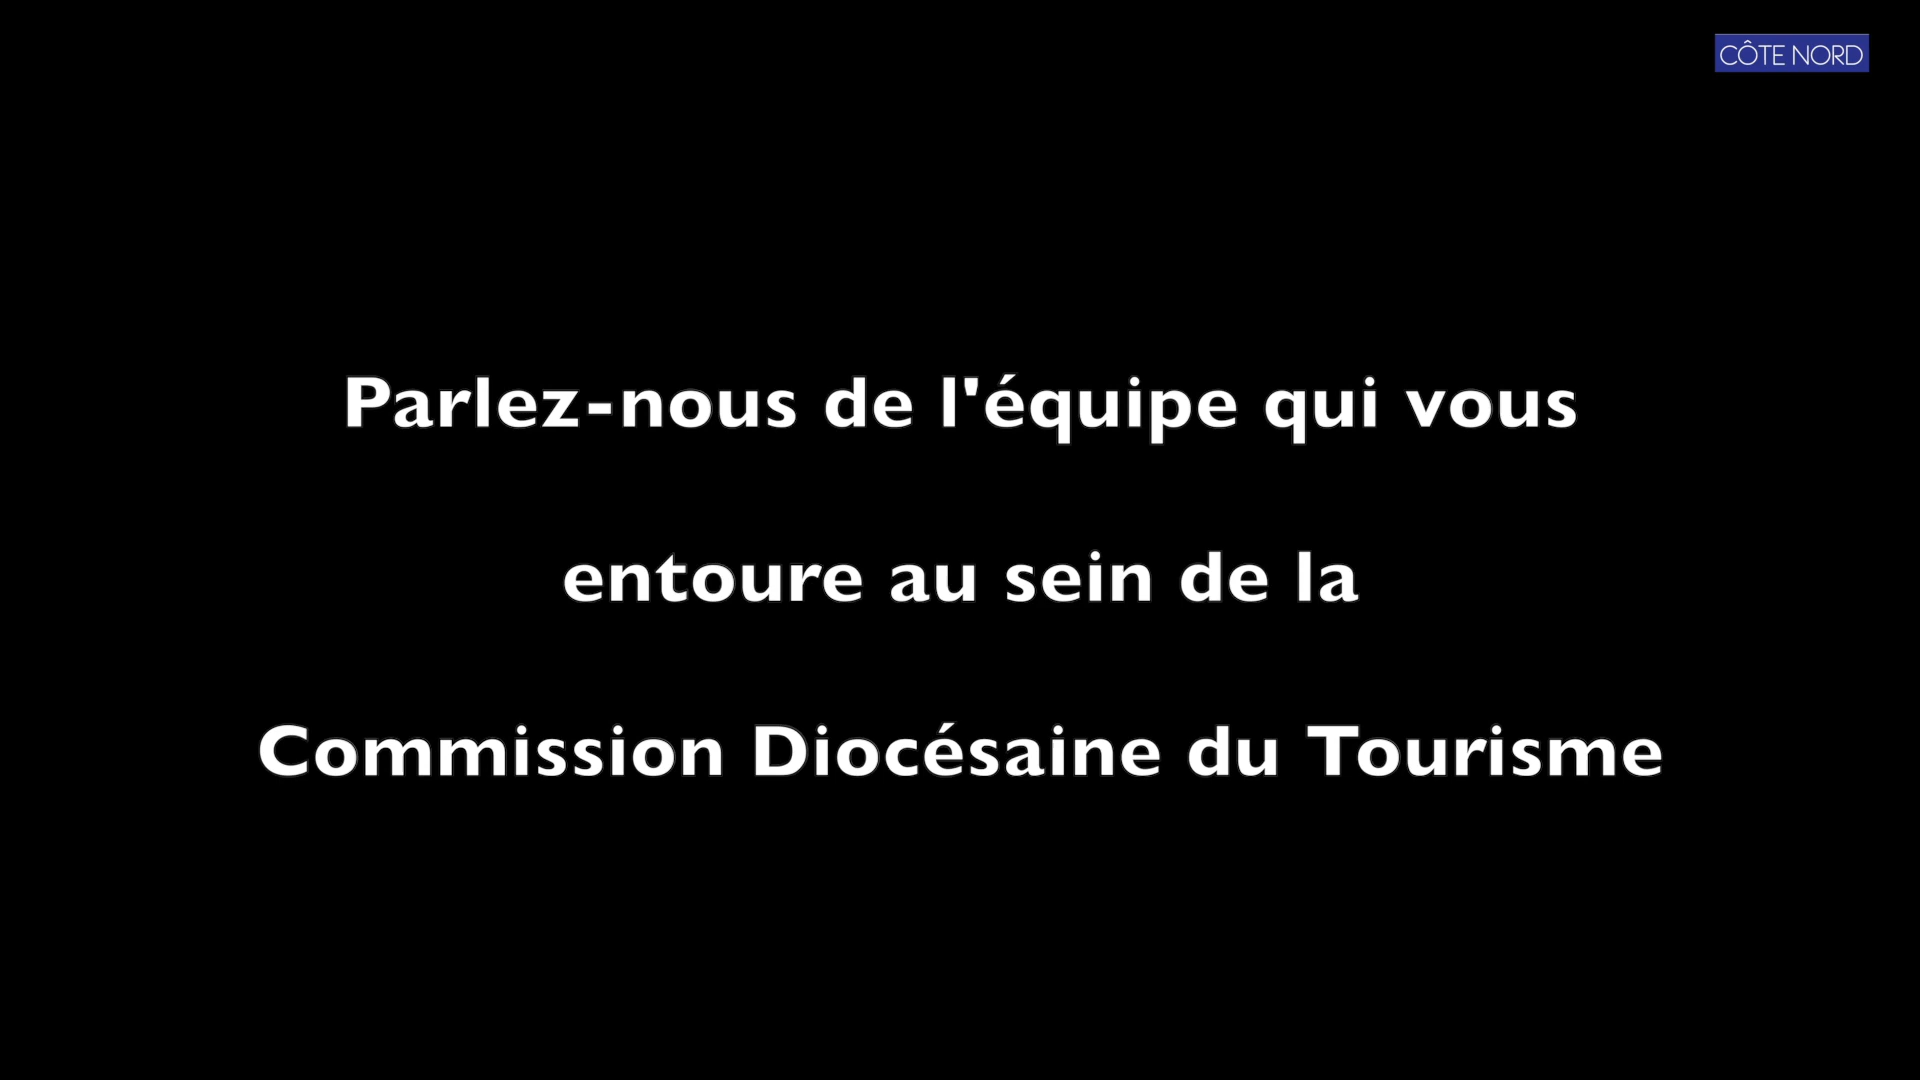 CÔTE NORD
Parlez-nous de l'équipe qui vous
entoure au sein de la
Commission Diocésaine du Tourisme